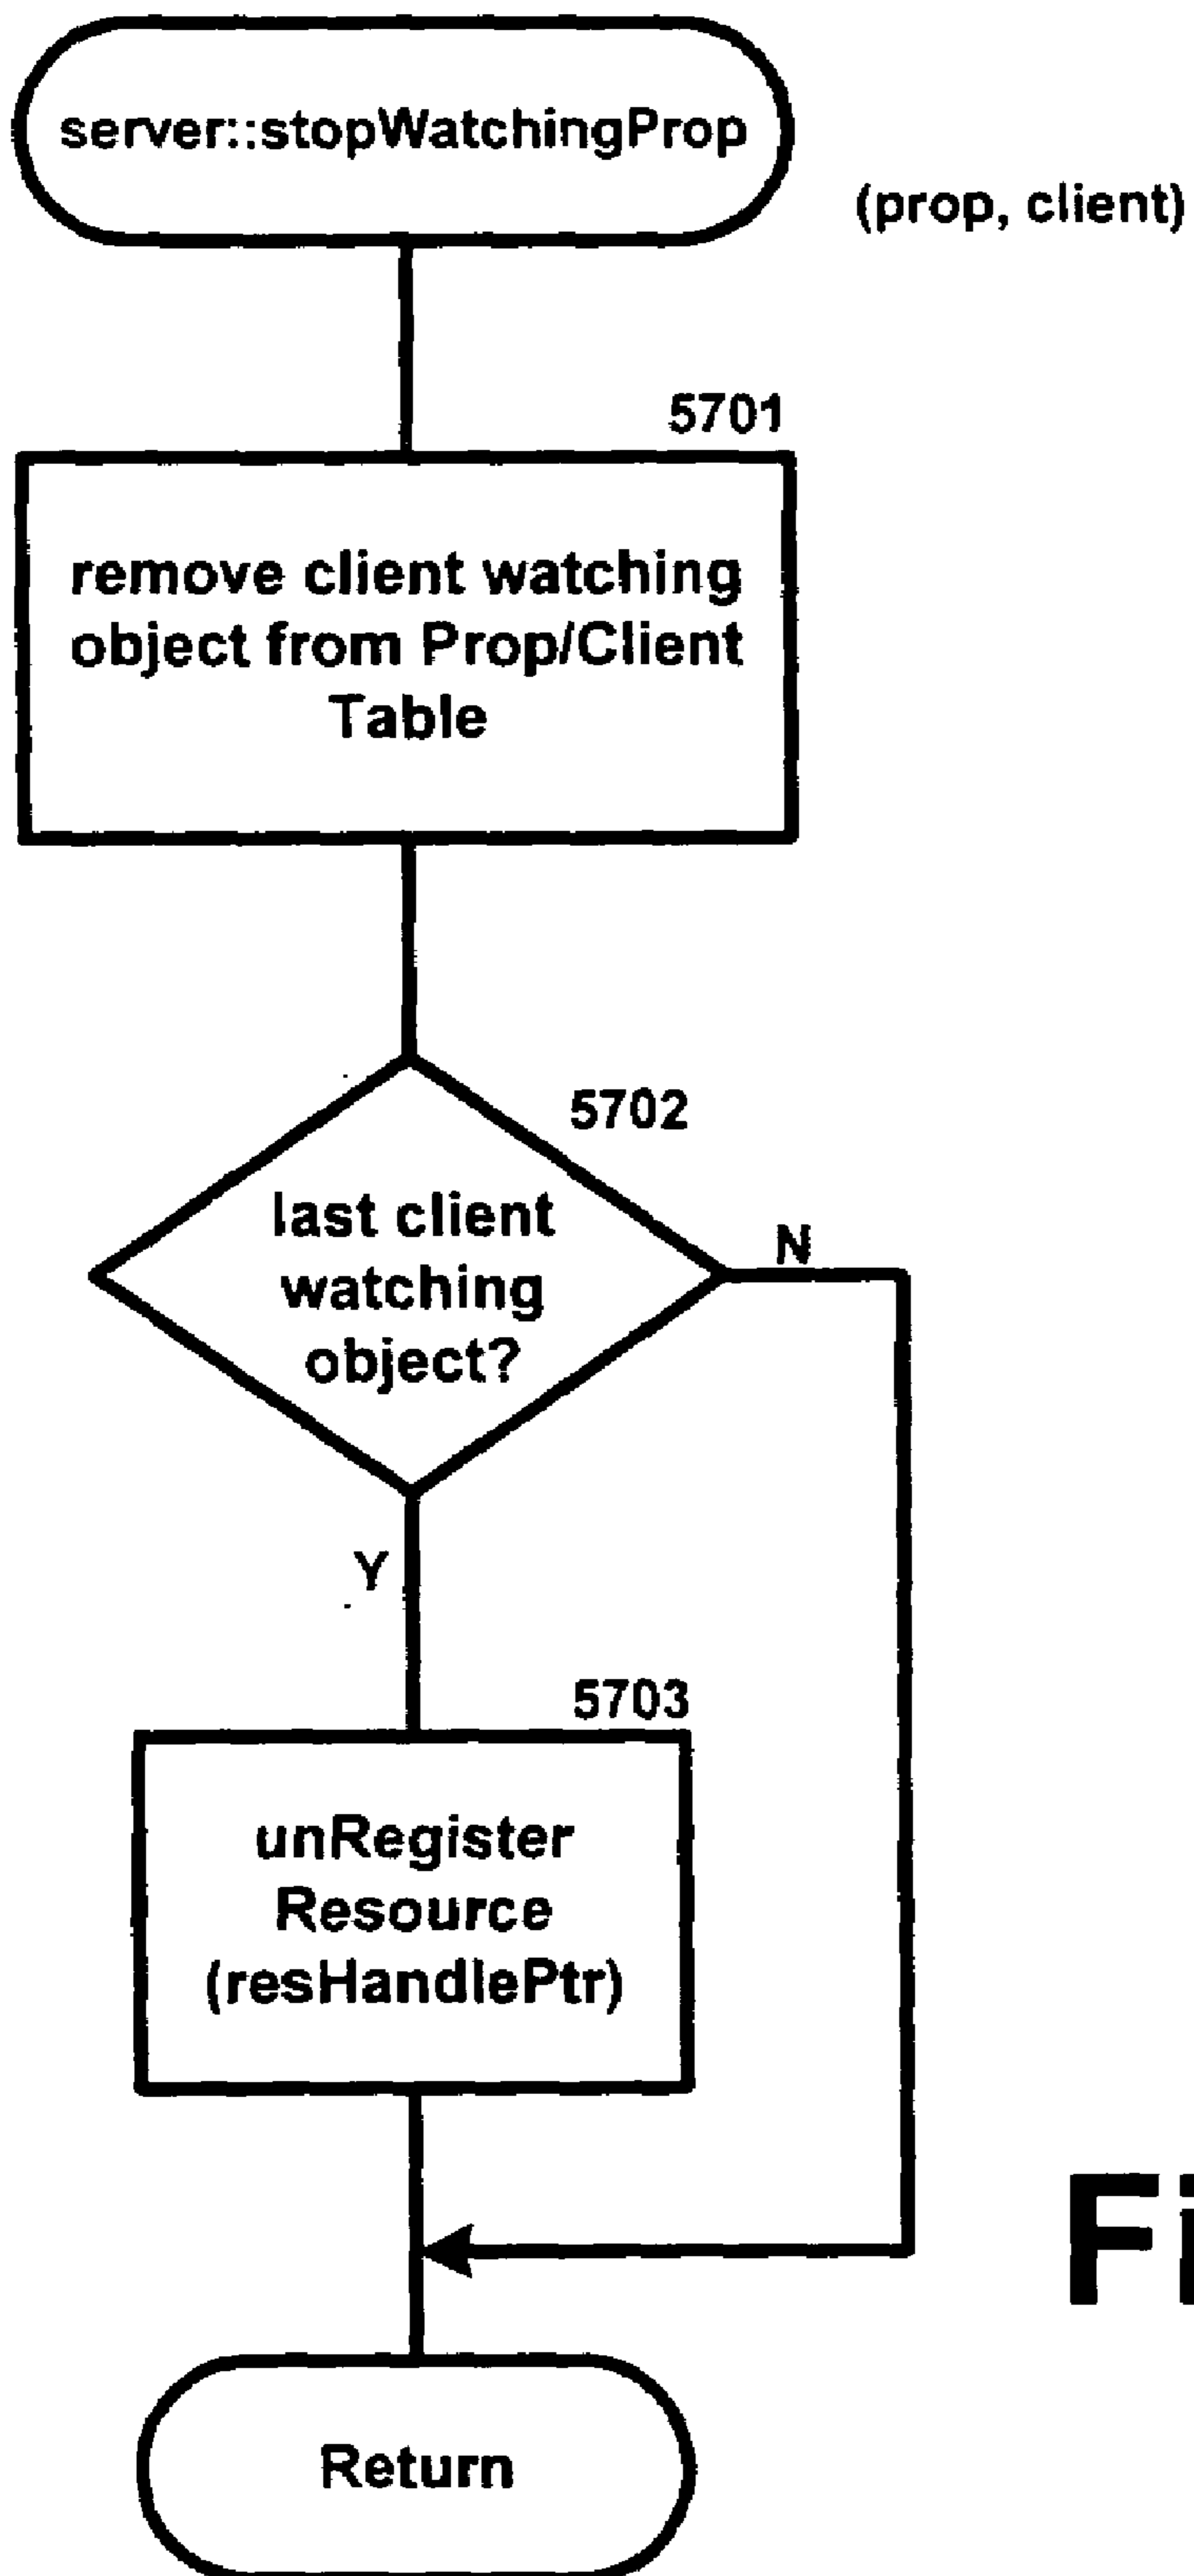 server::stopWatchingProp
(prop, client)
5701
remove client watching
object from Prop/Client
Table
5702
last client
watching
object?
N
Y
5703
unRegister
Resource
(resHandlePtr)
Fi
Return